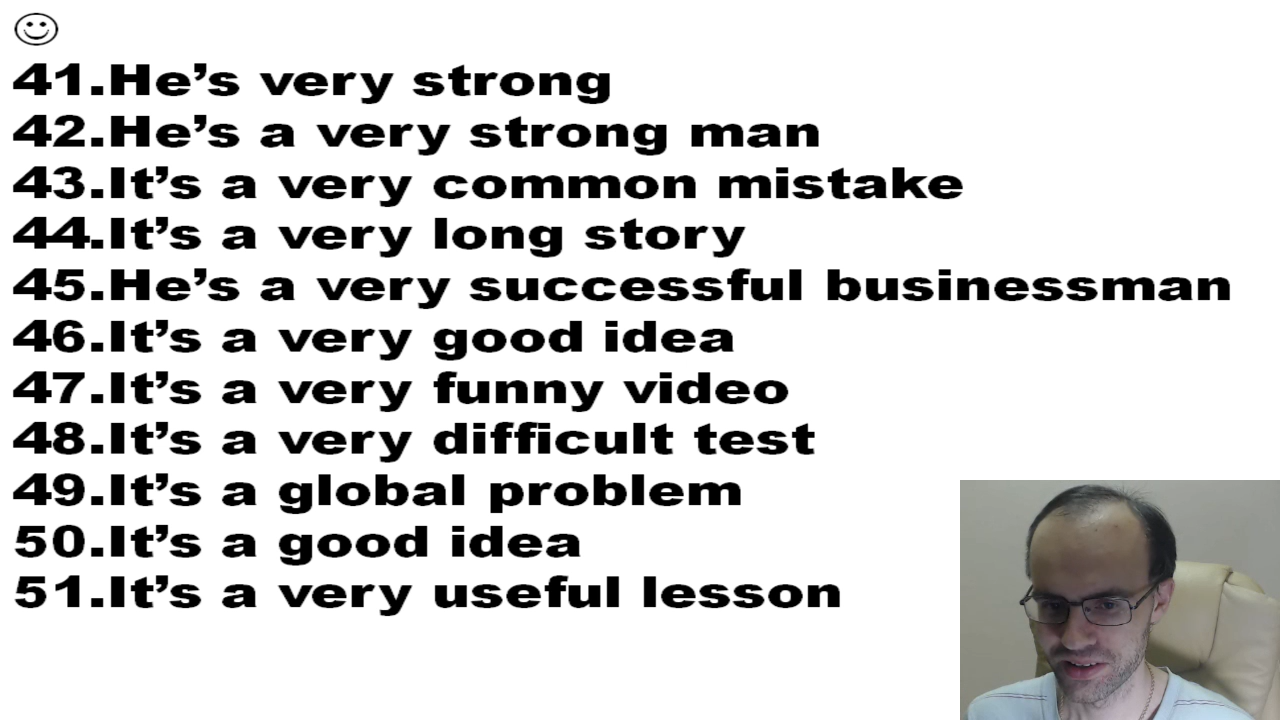 41.He’s very strong
42.He’s a very strong man
43.It’s a very common mistake
44.It’s a very long story
45.He’s a very successful businessman
46.It’s a very good idea
47.It’s a very funny video
48.It’s a very difficult test
49.It’s a global problem
50.It’s a good idea
51.It’s a very useful lesson